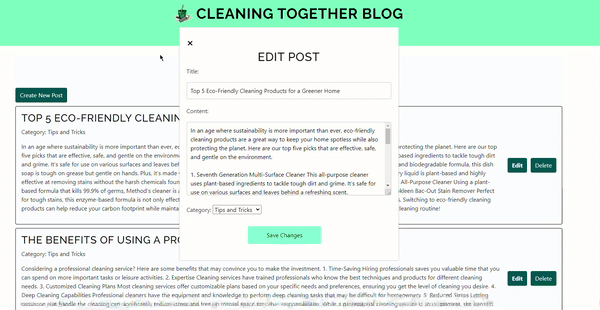 CLEANING TOGETHER BLOG
×
EDIT POST
Title:
Top 5 Eco-Friendly Cleaning Products for a Greener Home
Content:
In an age where sustainability is more important than ever, eco-friendly
cleaning products are a great way to keep your home spotless while also
protecting the planet. Here are our top five picks that are effective, safe,
and gentle on the environment.
1. Seventh Generation Multi-Surface Cleaner This all-purpose cleaner
uses plant-based ingredients to tackle tough dirt and grime. It's safe for
use on various surfaces and leaves behind a refreshing scent.
Category: Tips and Tricks
Save Changes
Create New Post
TOP 5 ECO-FRIENDLY CLEANIN
Category: Tips and Tricks
In an age where sustainability is more important than ever, ec
five picks that are effective, safe, and gentle on the environme
and grime. It's safe for use on various surfaces and leaves behi
soap is tough on grease but gentle on hands. Plus, it's made w
effective at removing stains without the harsh chemicals foun
based formula that kills 99.9% of germs, Method's cleaner is a
for tough stains, this enzyme-based formula is not only effect
products can help reduce your carbon footprint while mainta
protecting the planet. Here are our top
ased ingredients to tackle tough dirt
and biodegradable formula, this dish
ry liquid is plant-based and highly
All-Purpose Cleaner Using a plant-
okleen Bac-Out Stain Remover Perfect
s. Switching to eco-friendly cleaning
leaning routine!
Edit
Delete
THE BENEFITS OF USING A PRO
Category: Tips and Tricks
Considering a professional cleaning service? Here are some benefits that may convince you to make the investment. 1. Time-Saving Hiring professionals saves you valuable time that you
can spend on more important tasks or leisure activities. 2. Expertise Cleaning services have trained professionals who know the best techniques and products for different cleaning
needs. 3. Customized Cleaning Plans Most cleaning services offer customizable plans based on your specific needs and preferences, ensuring you get the level of cleaning you desire. 4.
Deep Cleaning Capabilities Professional cleaners have the equipment and knowledge to perform deep cleaning tasks that may be difficult for homeowners. 5. Reduced Stress Letting
Edit
Delete